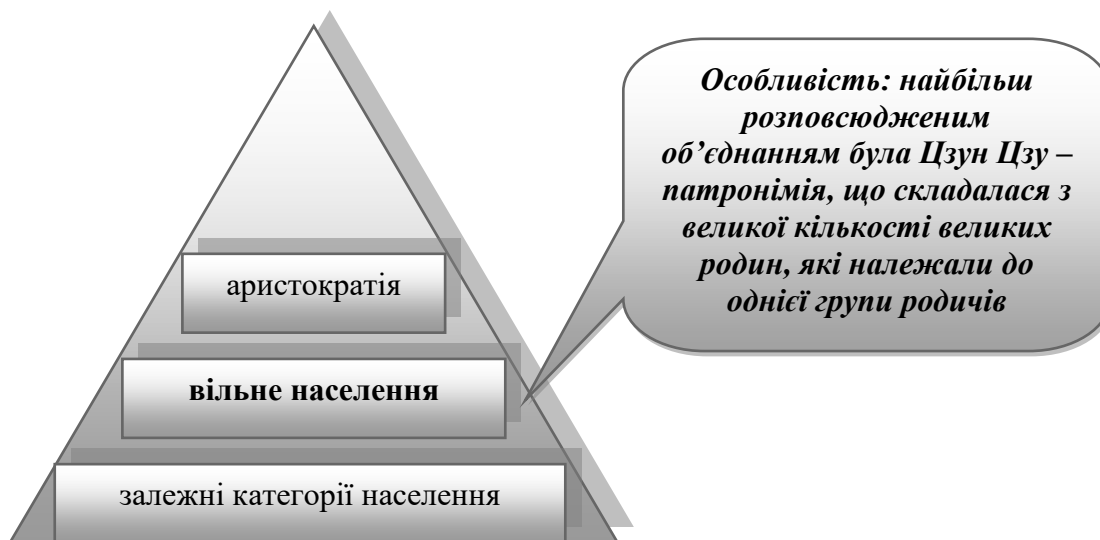 Особливість: найбільш
розповсюдженим
об’єднанням була Цзун Цзу –
патронімія, що складалася з
великої кількості великих
родин, які належали до
однієї групи родичів
аристократія
вільне населення
залежні категорії населення